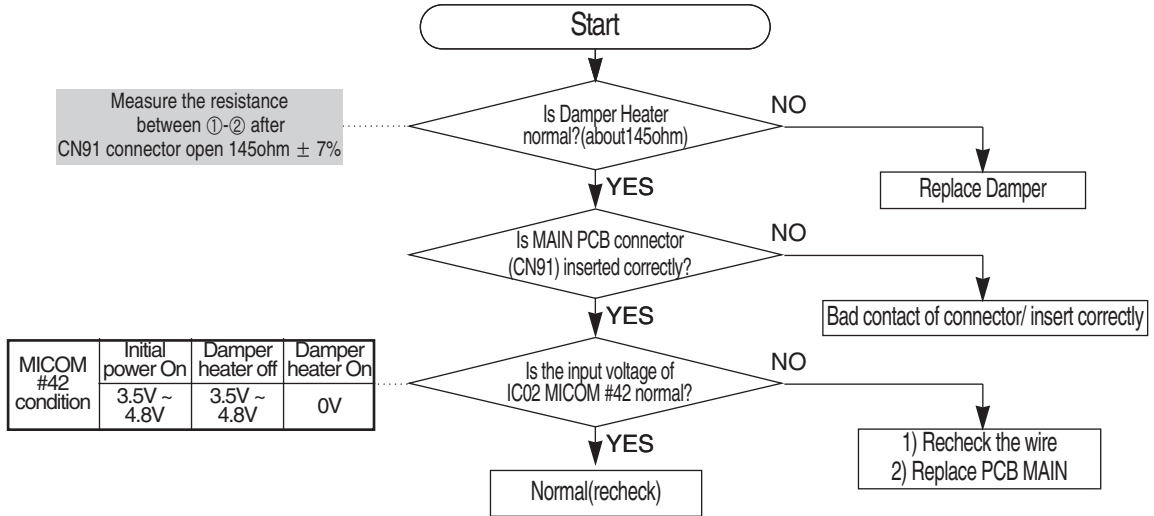 Start
Measure the resistance
between ①-② after
CN91 connector open 145ohm ± 7%
Is Damper Heater
normal?(about145ohm)
NO
YES
Replace Damper
Is MAIN PCB connector
(CN91) inserted correctly?
NO
YES
Bad contact of connector/ insert correctly
MICOM
#42
condition
Initial
power On
Damper
heater off
Damper
heater On
3.5V ~
4.8V
3.5V ~
4.8V
0V
Is the input voltage of
IC02 MICOM #42 normal?
NO
YES
1) Recheck the wire
2) Replace PCB MAIN
Normal(recheck)